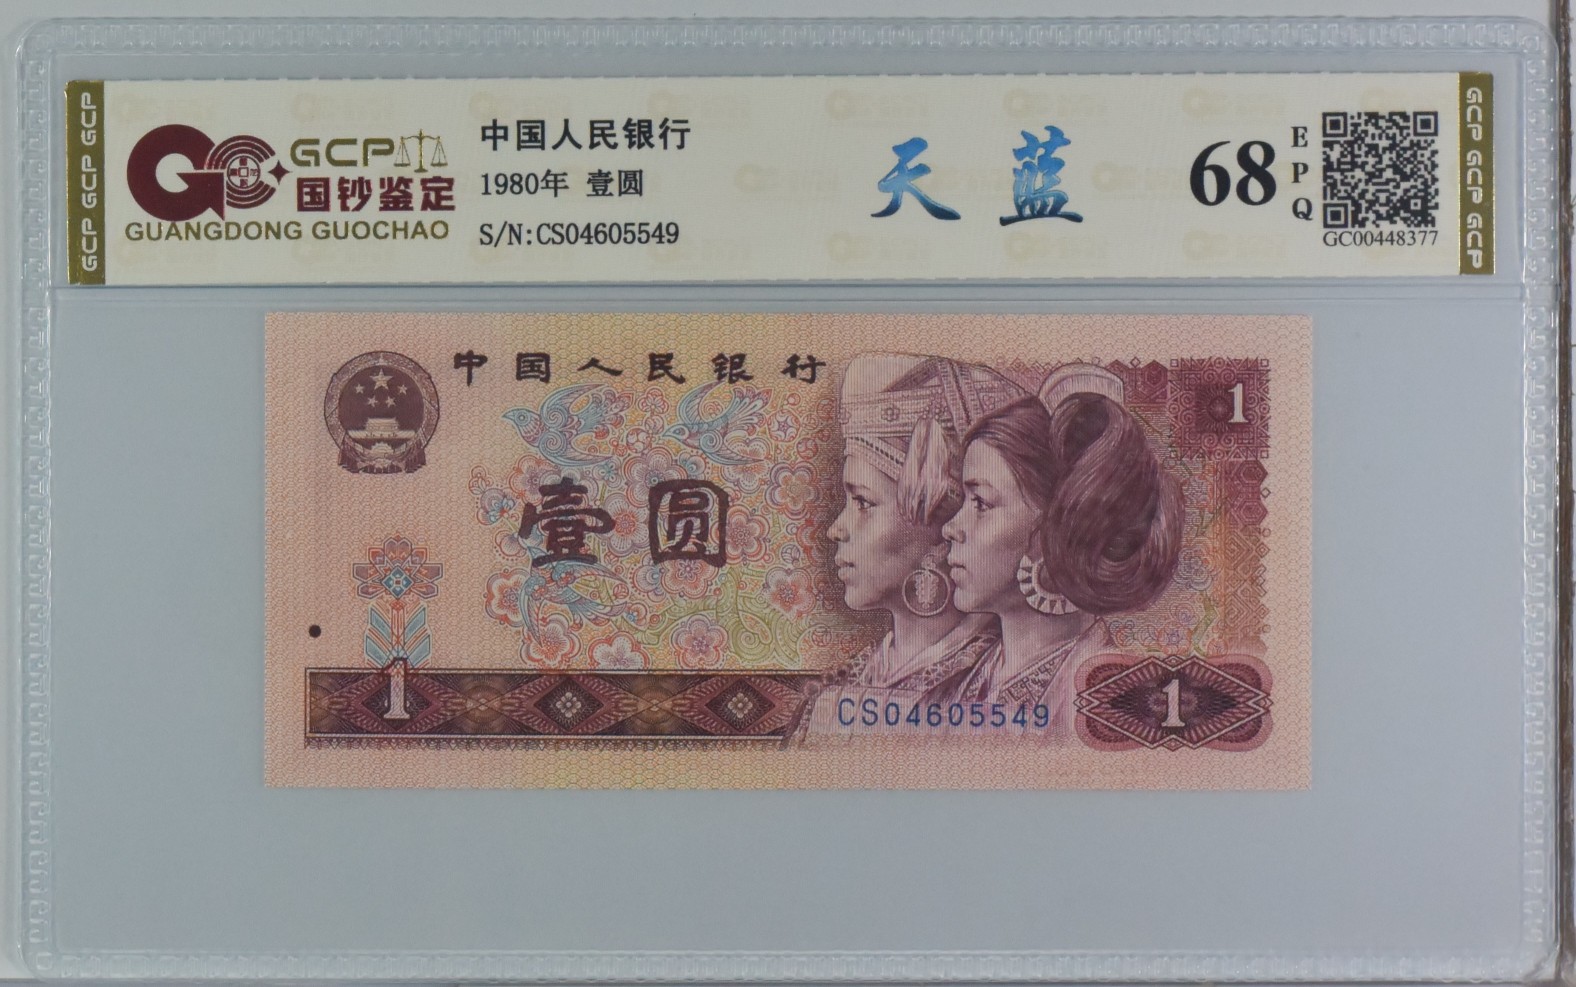 GCP GCP GCP
GCP
国钞鉴定
GUANGDONG GUOCHAO
中国人民银行
1980年 壹圆
S/N:CS04605549
天蓝
68
EPQ
GC00448377
GCP GCP GCP
中国人民银行
1
壹圆
1
CS04605549
1